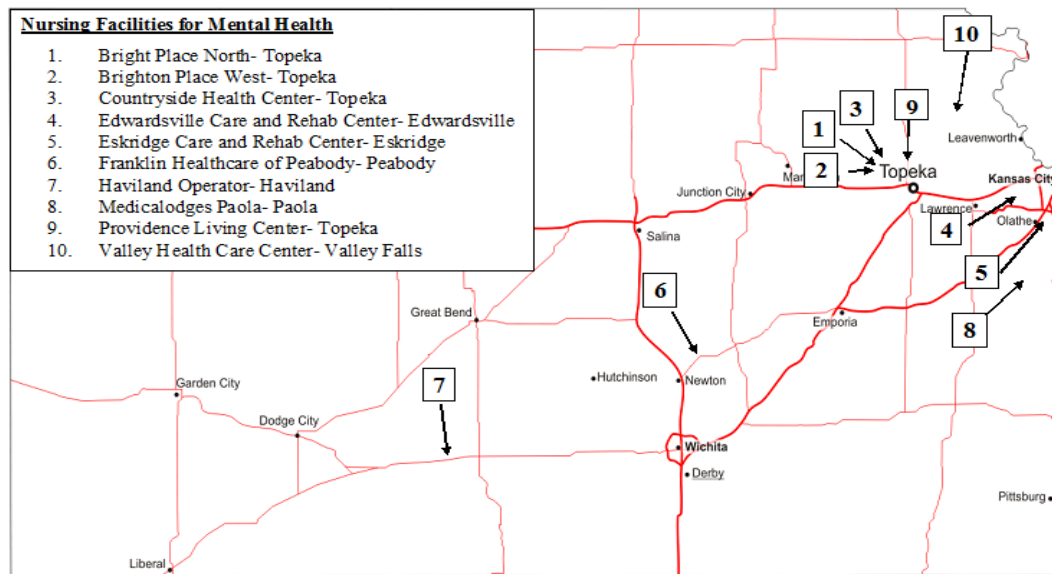 Nursing Facilities for Mental Health
1. Bright Place North- Topeka
2. Brighton Place West- Topeka
3. Countryside Health Center- Topeka
4. Edwardsville Care and Rehab Center- Edwardsville
5. Eskridge Care and Rehab Center- Eskridge
6. Franklin Healthcare of Peabody- Peabody
7. Haviland Operator- Haviland
8. Medicalodges Paola- Paola
9. Providence Living Center- Topeka
10. Valley Health Care Center- Valley Falls
10
3
9
1
Leavenworth
2
Topeka
Kansas City
Junction City
Lawrence
4
Olathe
Salina
5
6
Great Bend
Emporia
8
Garden City
7
Hutchinson
Newton
Dodge City
Wichita
Derby
Pittsburg
Liberal